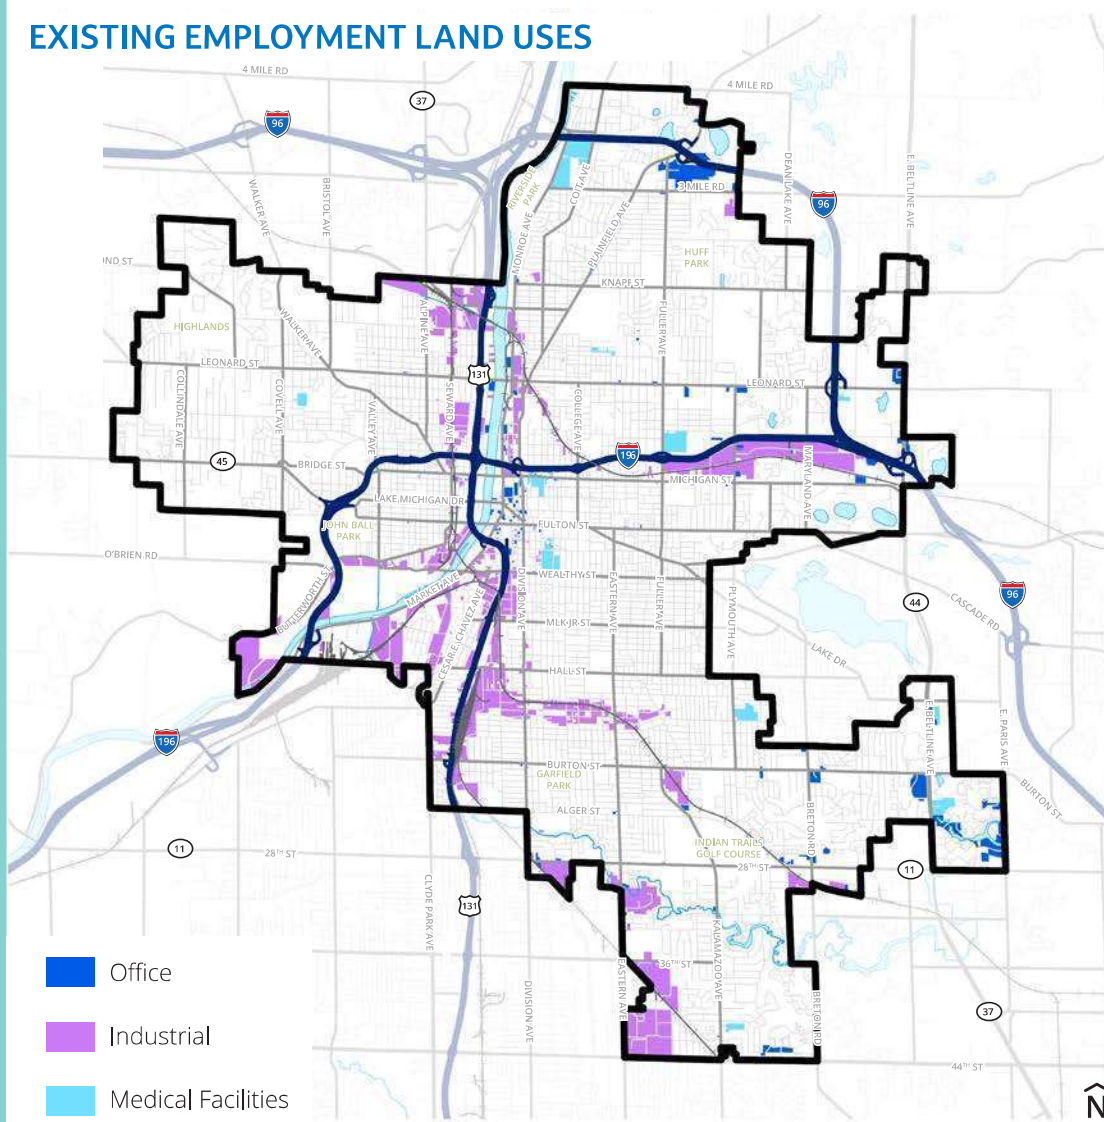 EXISTING EMPLOYMENT LAND USES
4 MILE RD
37
4 MILE RD
96
DEAN LAKE AVE
E. BELTLINE AVE
WALKER AVE
BRISTOL AVE
RIVERSIDE
PARK
COIT AVE
3 MILE RD
96
MONROE AVE
PLAINFIELD AVE
HUFF
PARK
ND ST
KNAPP ST
HIGHLANDS
WALKER AVE
ALPINE AVE
FULLER AVE
LEONARD ST
131
LEONARD ST
COLLINDALE AVE
COVELL AVE
VALLEY AVE
SEWARD AVE
COLLEGE AVE
45
BRIDGE ST
196
MARYLAND AVE
MICHIGAN ST
LAKE MICHIGAN DR
JOHN BALL
PARK
FULTON ST
O'BRIEN RD
BUTTERWORTH ST
MARKET AVE
WEALTHY ST
DIVISION AVE
EASTERN AVE
FULLER AVE
PLYMOUTH AVE
96
44
CASCADE RD
CESAR E. CHAVEZ AVE
MLK JR ST
LAKE DR
HALL ST
196
E. BELTLINE AVE
E. PARIS AVE
BURTON ST
GARFIELD
PARK
BURTON ST
ALGER ST
BRETON RD
11
28TH ST
INDIAN TRAILS
GOLF COURSE
28TH ST
11
CLYDE PARK AVE
131
KALAMAZOO AVE
36TH ST
EASTERN AVE
DIVISION AVE
BRETON RD
37
44TH ST
Office
Industrial
Medical Facilities
N